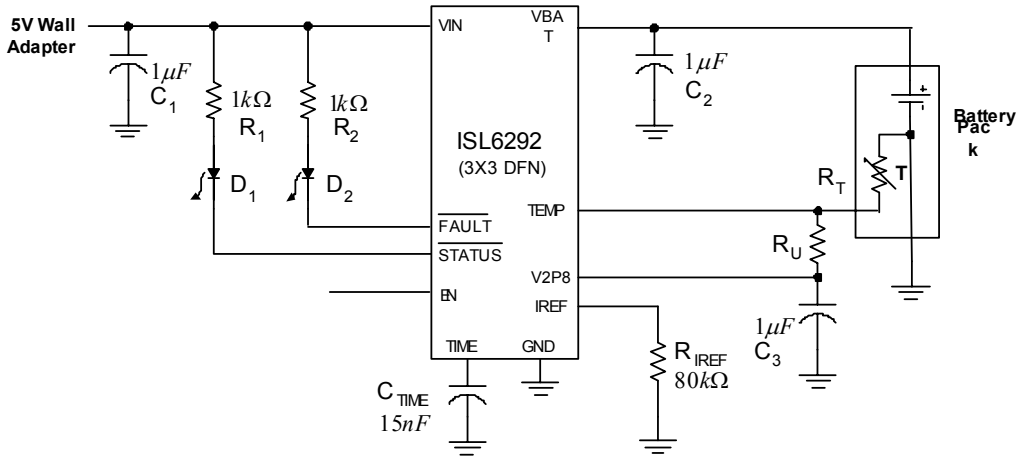 5V Wall
Adapter
1µF
C1
1kΩ
R1
1kΩ
R2
D1
D2
VIN
VBA
T
ISL6292
(3X3 DFN)
TEMP
FAULT
STATUS
V2P8
EN
IREF
TIME
GND
CTIME
15nF
RIREF
80kΩ
1µF
C2
1µF
C3
RT
T
RU
+
-
Battery
Pac
k